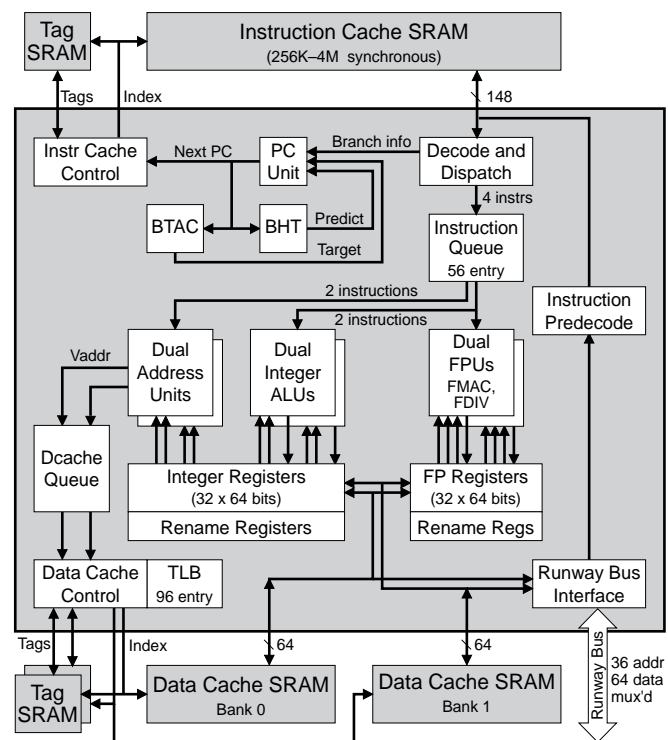 Tag
SRAM
Instruction Cache SRAM
(256K–4M synchronous)
Tags
Index
148
Instr Cache
Control
Next PC
PC
Unit
Branch info
Decode and
Dispatch
4 instrs
BTAC
BHT
Predict
Target
Instruction
Queue
56 entry
2 instructions
2 instructions
Instruction
Predecode
Vaddr
Dual
Address
Units
Dual
Integer
ALUs
Dual
FPUs
FMAC,
FDIV
Dcache
Queue
Integer Registers
(32 x 64 bits)
Rename Registers
FP Registers
(32 x 64 bits)
Rename Regs
Data Cache
Control
TLB
96 entry
Runway Bus
Interface
Tags
Index
64
64
Tag
SRAM
Data Cache SRAM
Bank 0
Data Cache SRAM
Bank 1
Runway Bus
36 addr
64 data
mux'd